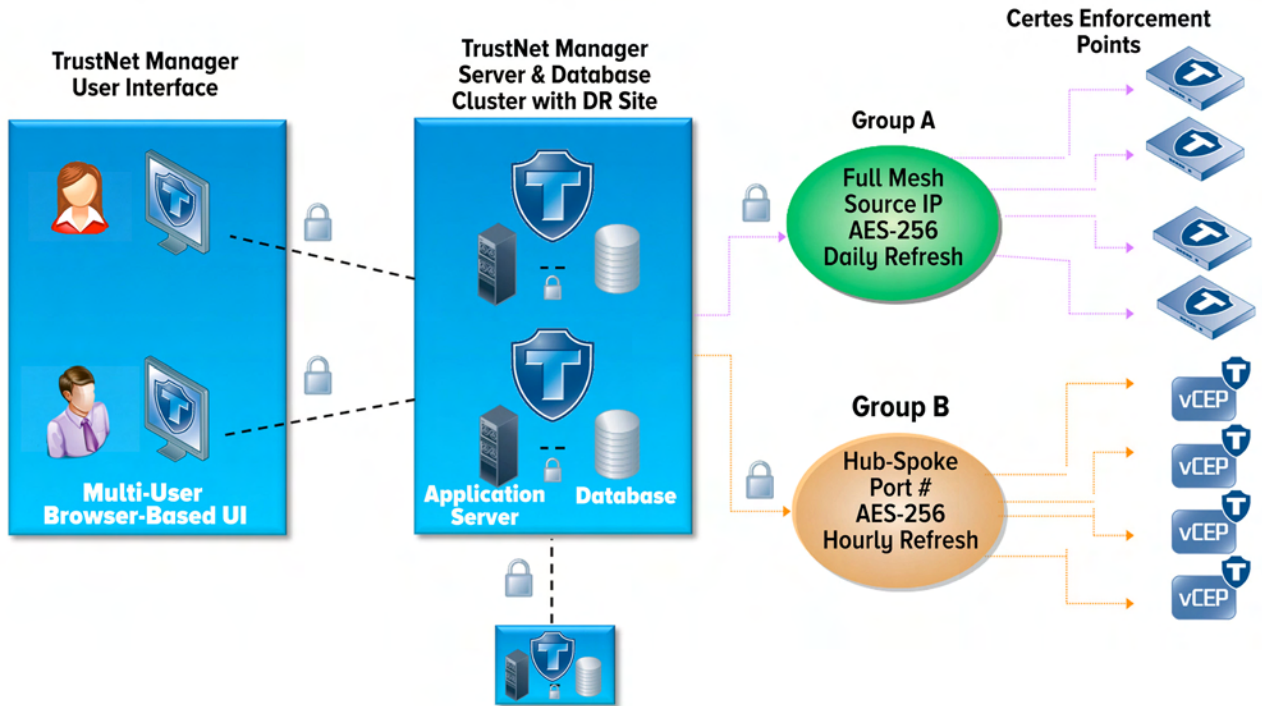 TrustNet Manager
User Interface
Multi-User
Browser-Based UI
TrustNet Manager
Server & Database
Cluster with DR Site
T
T
Application
Server
Database
T
Group A
Full Mesh
Source IP
AES-256
Daily Refresh
Group B
Hub-Spoke
Port #
AES-256
Hourly Refresh
Certes Enforcement
Points
T
T
T
T
T
vCEP
T
vCEP
T
vCEP
T
vCEP
T
T